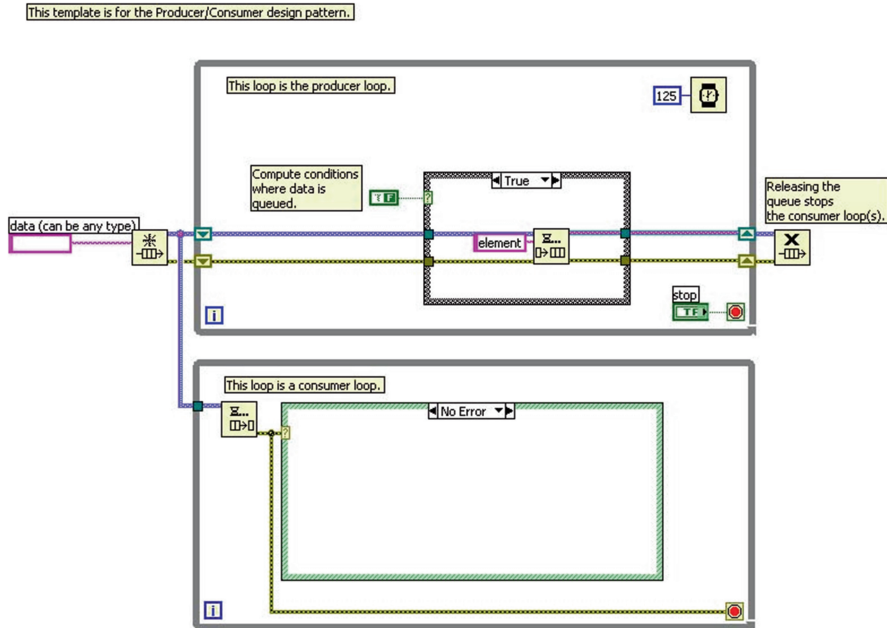 This template is for the Producer/Consumer design pattern.
This loop is the producer loop.
125
Compute conditions
where data is
queued.
T F
?
True
Releasing the
queue stops
the consumer loop(s).
data (can be any type)
element
stop
TF
i
This loop is a consumer loop.
No Error
?
i